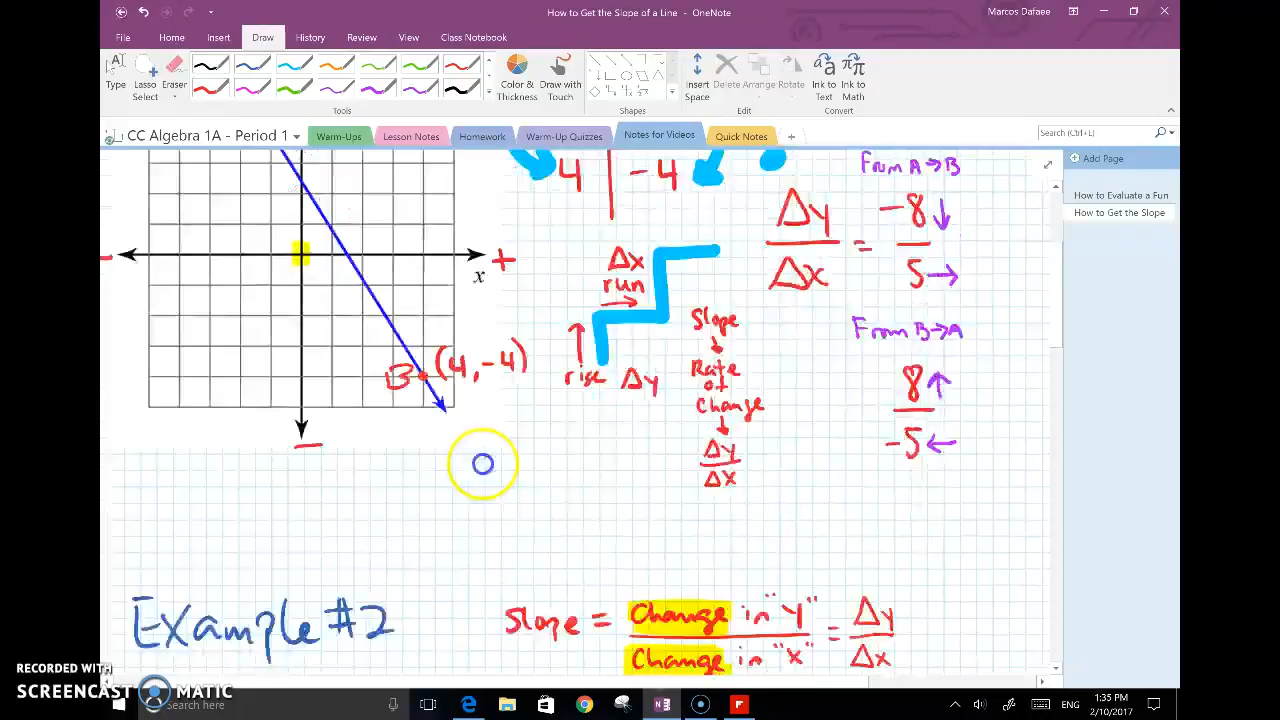 How to Get the Slope of a Line - OneNote
Marcos Dafaee
File Home Insert Draw History Review View Class Notebook
Type Lasso Select Eraser Color & Thickness Draw with Touch Insert Space Delete Arrange Rotate Ink to Text Ink to Math
Tools Shapes Edit Convert
CC Algebra 1A - Period 1 Warm-Ups Lesson Notes Homework Warm-Up Quizzes Notes for Videos Quick Notes + Search (Ctrl+E)
Add Page
How to Evaluate a Fun
How to Get the Slope
4 | -4
From A→B
Δy/Δx = -8↓/5→
+
-
x
Δx
run
→
↑
rise Δy
Slope
↓
Rate
of
Change
↓
Δy/Δx
From B→A
8↑/-5←
B (4, -4)
-
Example #2
Slope = Change in "Y" / Change in "X" = Δy/Δx
RECORDED WITH
SCREENCAST MATIC
search here
ENG
1:35 PM
2/10/2017